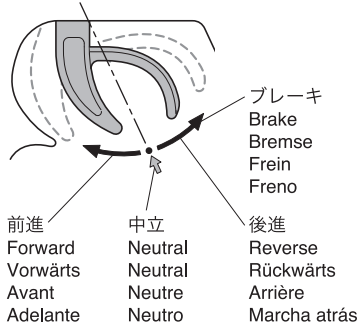 ブレーキ
Brake
Bremse
Frein
Freno
前進
Forward
Vorwärts
Avant
Adelante
中立
Neutral
Neutral
Neutre
Neutro
後進
Reverse
Rückwärts
Arrière
Marcha atrás